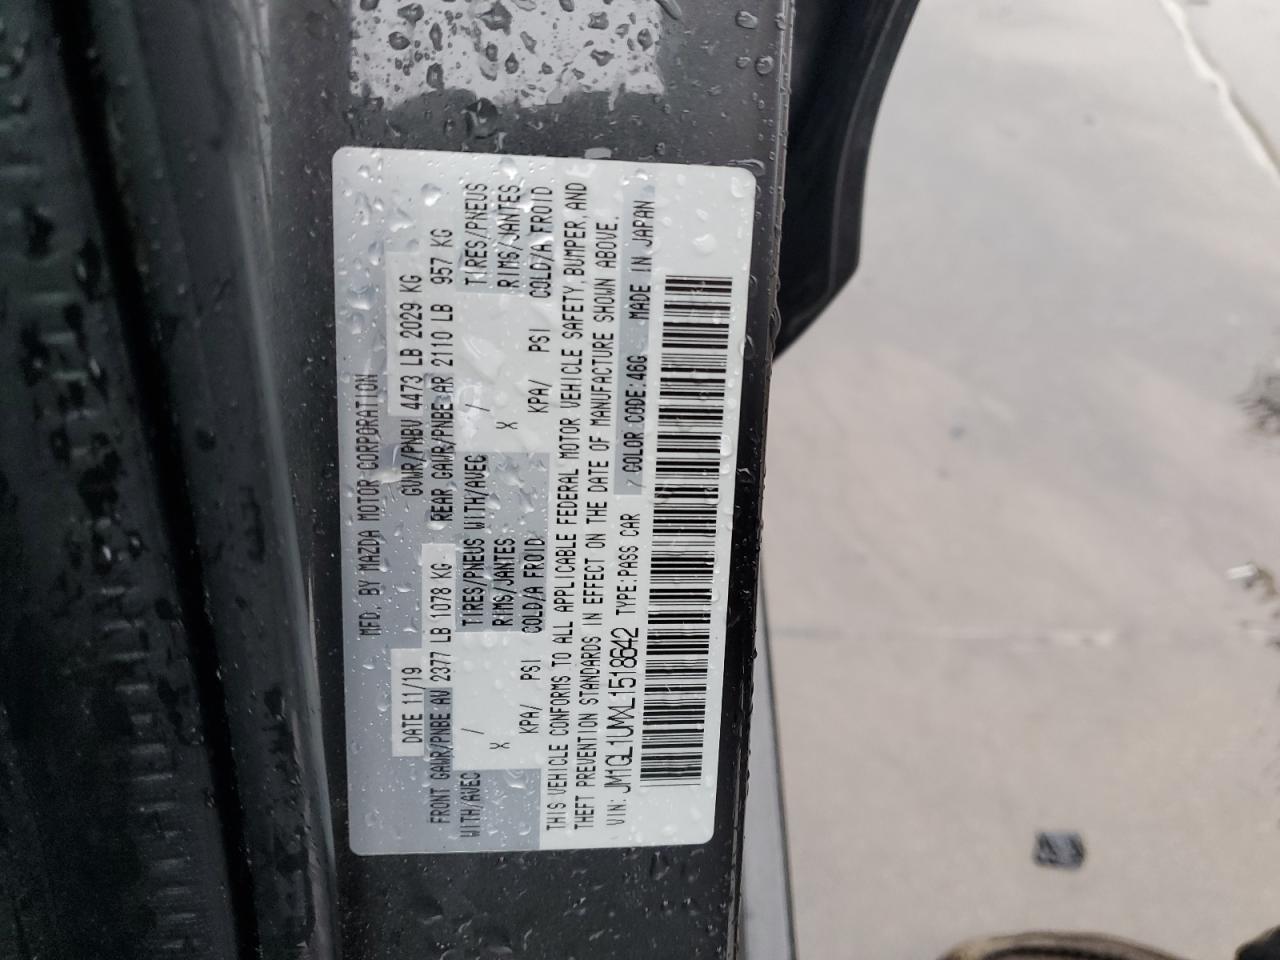 MFD. BY MAZDA MOTOR CORPORATION
DATE 11/19 GVWR/PNBV 4473 LB 2029 KG
FRONT GAWR/PNBE AV 2377 LB 1078 KG REAR GAWR/PNBE AR 2110 LB 957 KG
WITH/AVEC / TIRES/PNEUS WITH/AVEC / TIRES/PNEUS
X RIMS/JANTES X RIMS/JANTES
KPA/ PSI COLD/A FROID KPA/ PSI COLD/A FROID
THIS VEHICLE CONFORMS TO ALL APPLICABLE FEDERAL MOTOR VEHICLE SAFETY, BUMPER, AND
THEFT PREVENTION STANDARDS IN EFFECT ON THE DATE OF MANUFACTURE SHOWN ABOVE.
VIN: JM1GL1UMXL1518642 TYPE:PASS CAR / COLOR CODE:46G MADE IN JAPAN